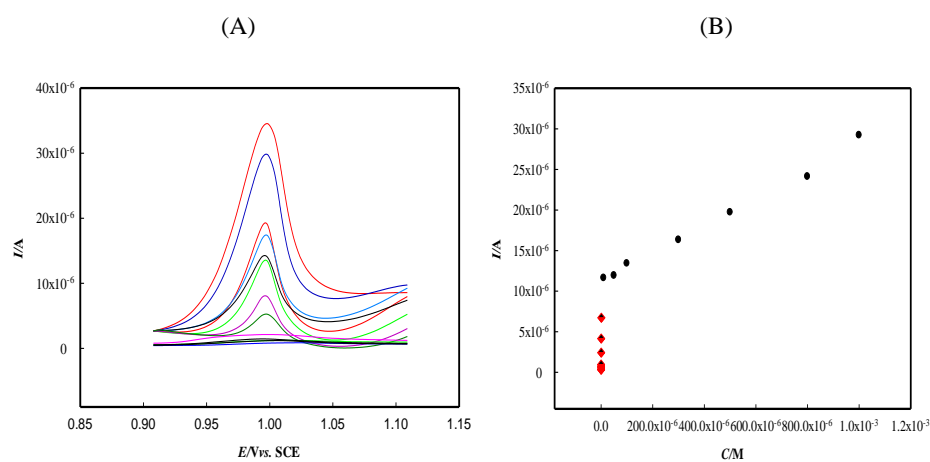 (A)
(B)
40x10⁻⁶
30x10⁻⁶
20x10⁻⁶
10x10⁻⁶
0
I/A
0.85 0.90 0.95 1.00 1.05 1.10 1.15
E/Vvs. SCE
35x10⁻⁶
30x10⁻⁶
25x10⁻⁶
20x10⁻⁶
15x10⁻⁶
10x10⁻⁶
5x10⁻⁶
0
I/A
0.0 200.0x10⁻⁶ 400.0x10⁻⁶ 600.0x10⁻⁶ 800.0x10⁻⁶ 1.0x10⁻³ 1.2x10⁻³
C/M